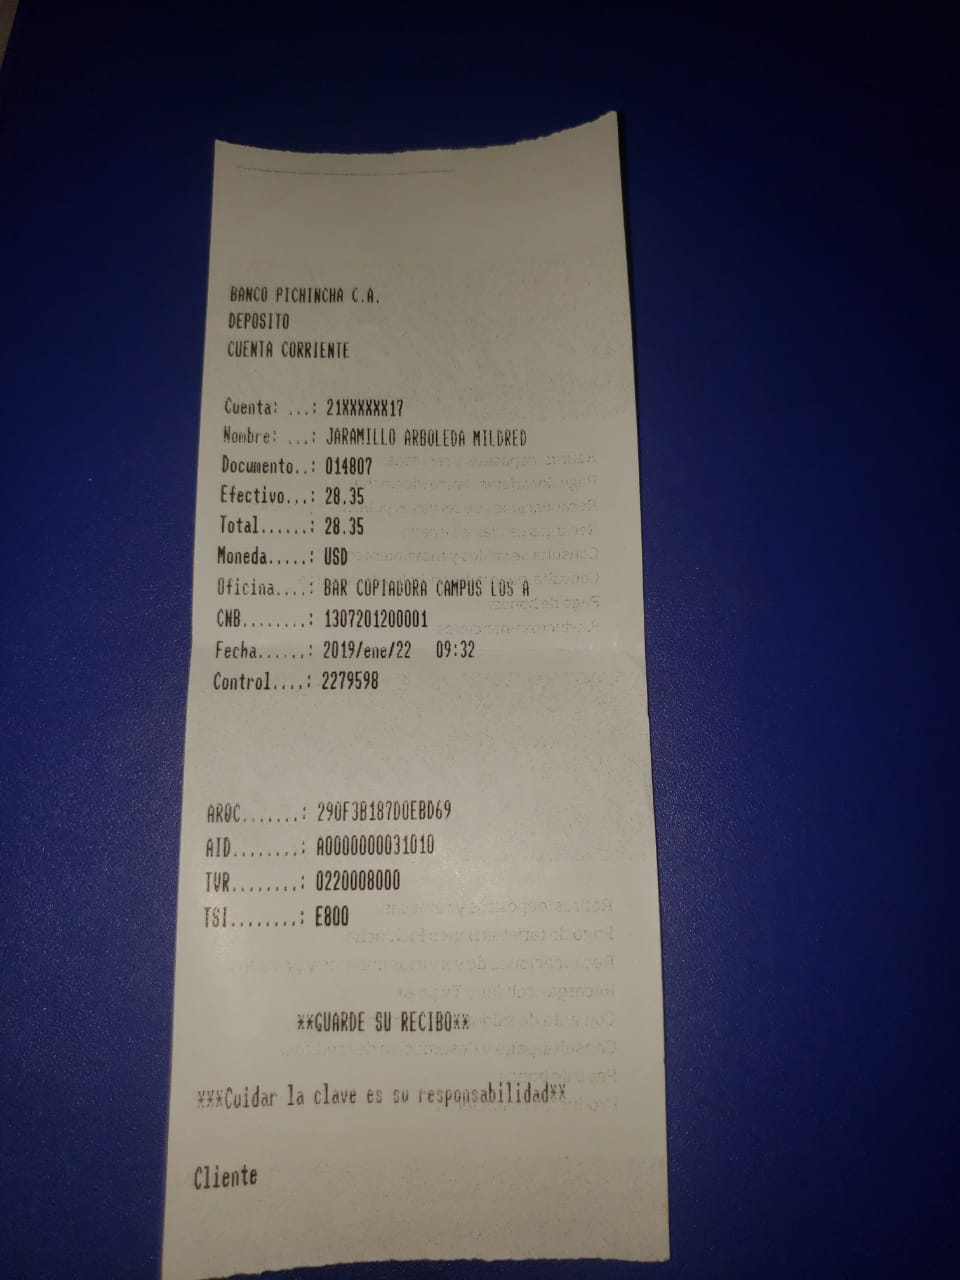 BANCO PICHINCHA C.A.
DEPOSITO
CUENTA CORRIENTE
Cuenta: ...: 21XXXXXX17
Nombre: ...: JARAMILLO ARBOLEDA MILDRED
Documento..: 014807
Efectivo...: 28.35
Total......: 28.35
Moneda.....: USD
Oficina....: BAR COPIADORA CAMPUS LOS A
CNB........: 1307201200001
Fecha......: 2019/ene/22 09:32
Control....: 2279598
ARQC.......: 290F3B187D0EBD69
AID........: A0000000031010
TVR........: 0220008000
TSI........: E800
**GUARDE SU RECIBO**
***Cuidar la clave es su responsabilidad**
Cliente